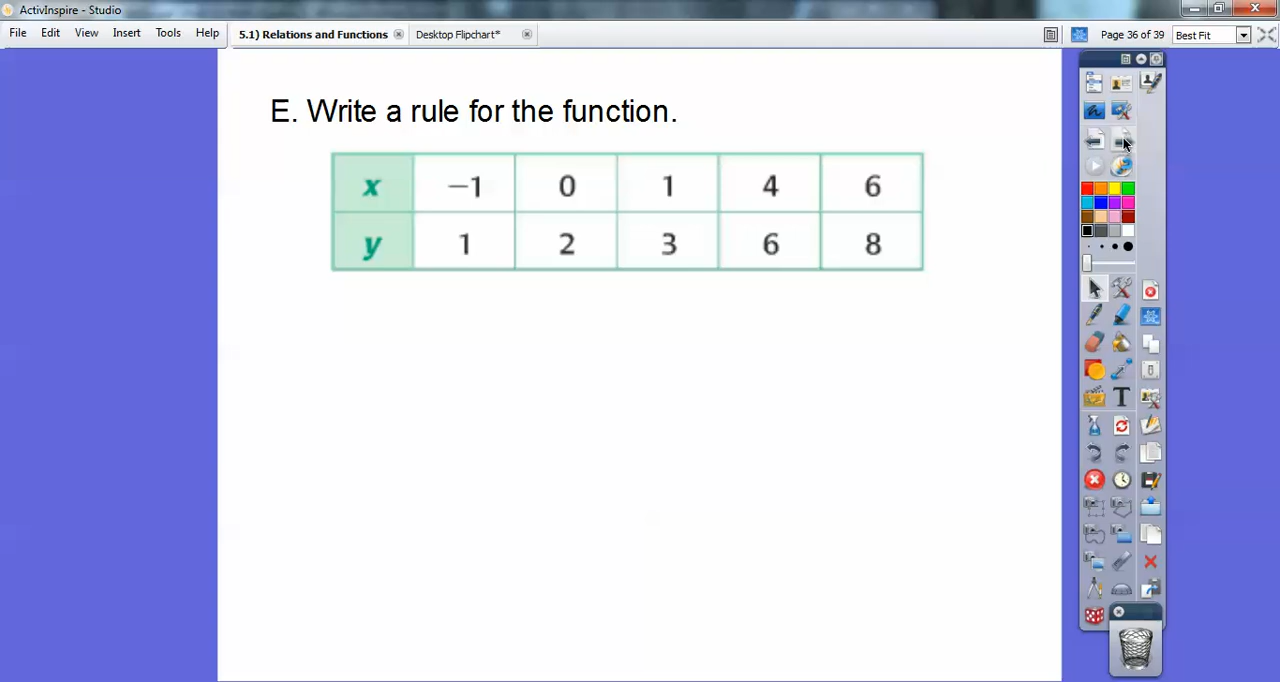 ActivInspire - Studio
File Edit View Insert Tools Help
5.1) Relations and Functions Desktop Flipchart* Page 36 of 39 Best Fit
E. Write a rule for the function.
x −1 0 1 4 6
y 1 2 3 6 8